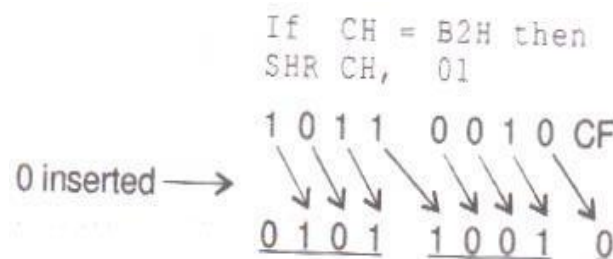 If CH = B2H then
SHR CH, 01
1 0 1 1 0 0 1 0 CF
0 inserted
0 1 0 1 1 0 0 1 0